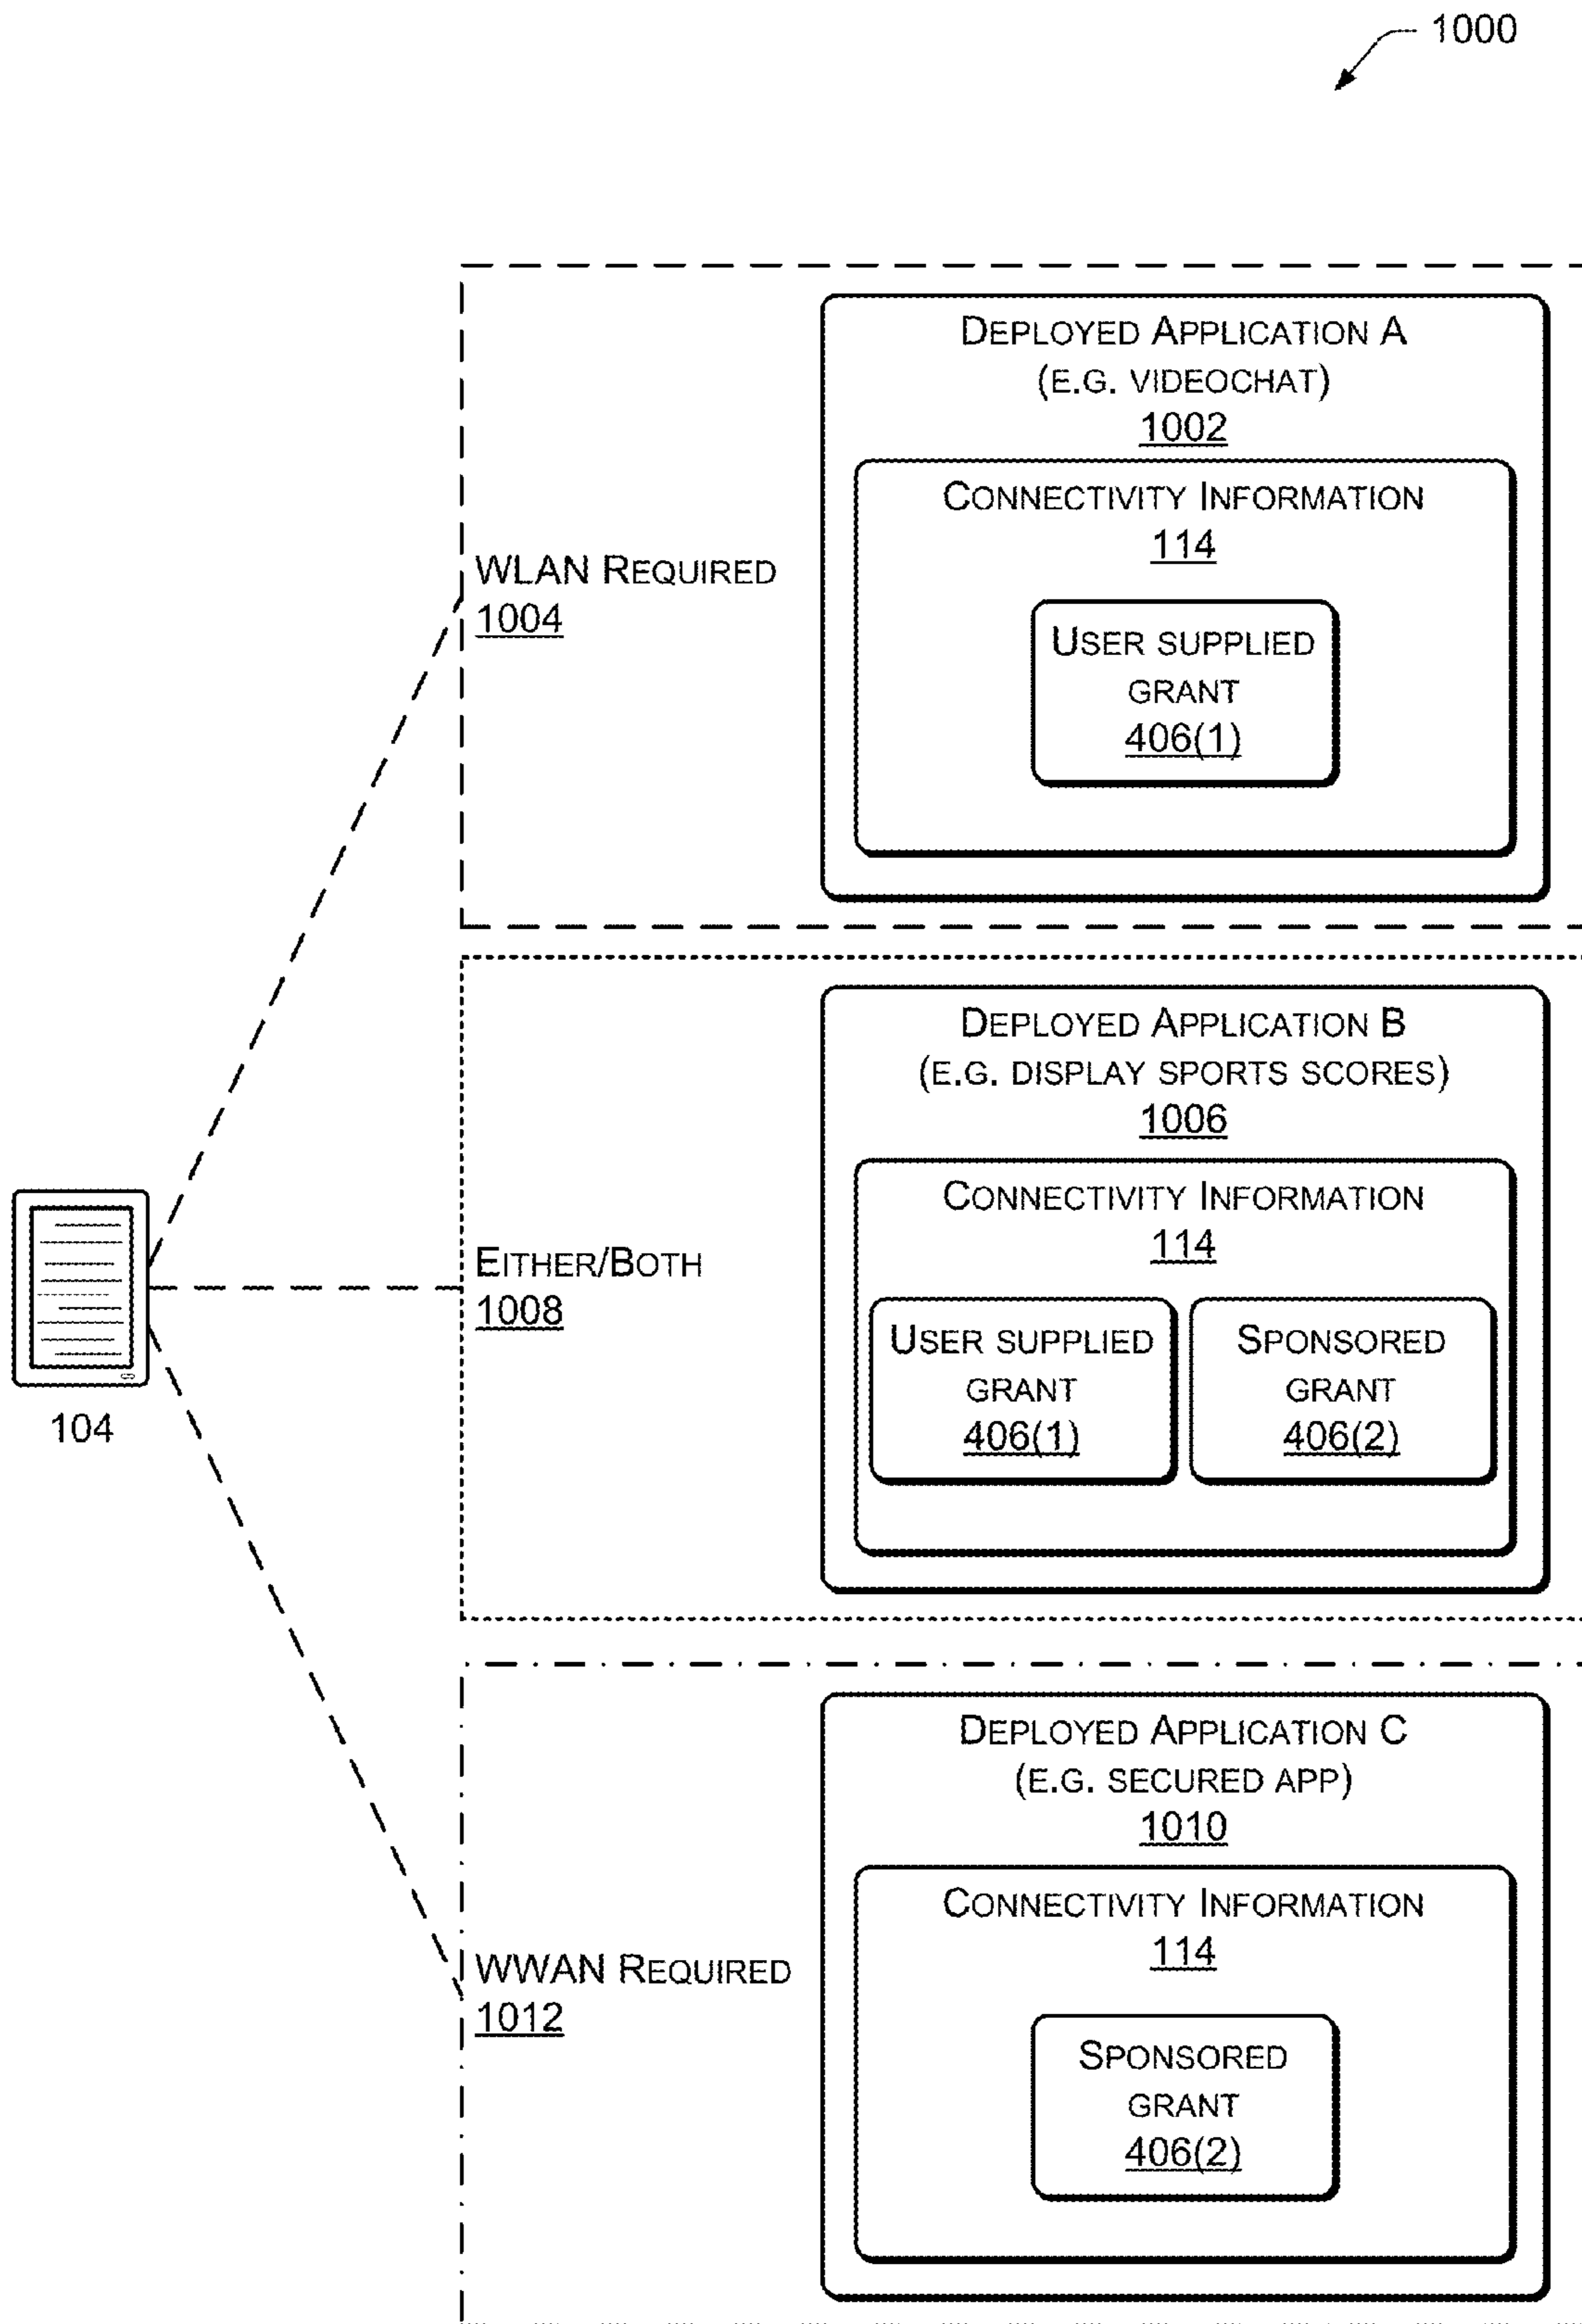 1000
DEPLOYED APPLICATION A
(E.G. VIDEOCHAT)
1002
CONNECTIVITY INFORMATION
114
WLAN REQUIRED
1004
USER SUPPLIED
GRANT
406(1)
DEPLOYED APPLICATION B
(E.G. DISPLAY SPORTS SCORES)
1006
CONNECTIVITY INFORMATION
114
EITHER/BOTH
1008
USER SUPPLIED
GRANT
406(1)
SPONSORED
GRANT
406(2)
104
DEPLOYED APPLICATION C
(E.G. SECURED APP)
1010
CONNECTIVITY INFORMATION
114
WWAN REQUIRED
1012
SPONSORED
GRANT
406(2)